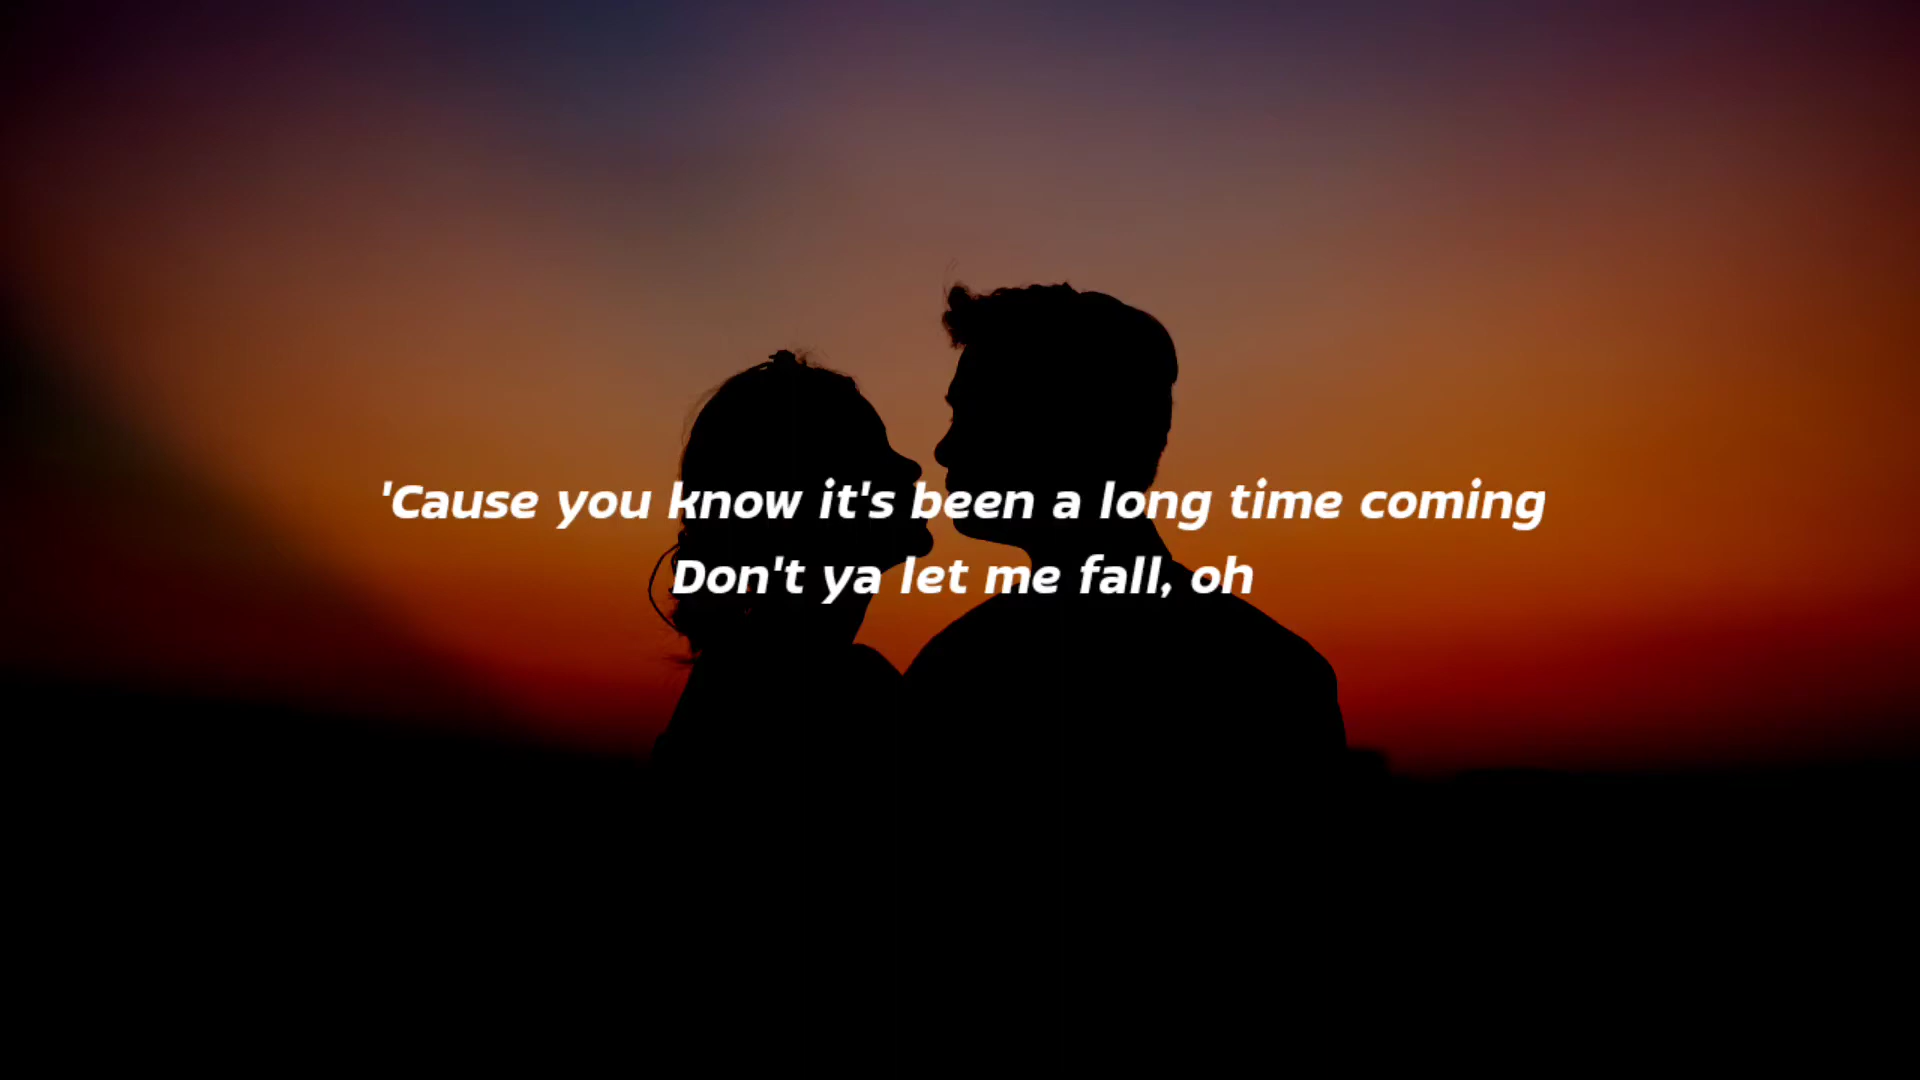 'Cause you know it's been a long time coming
Don't ya let me fall, oh